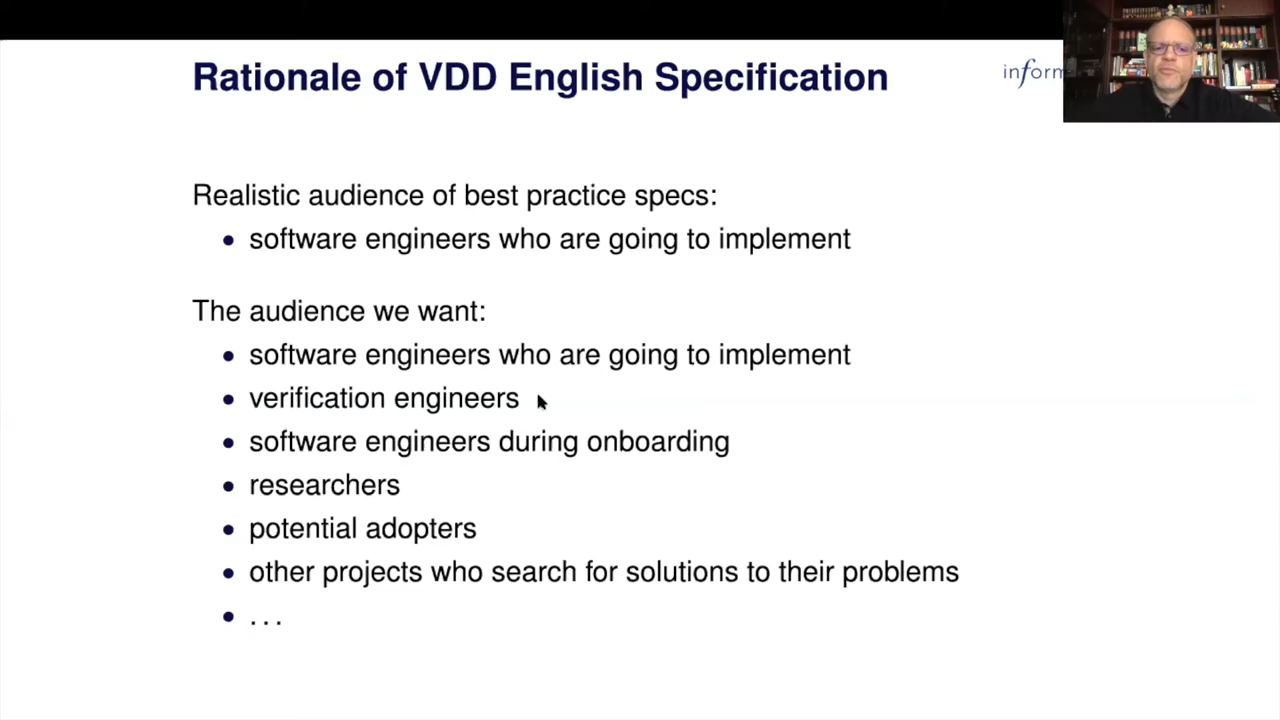 Rationale of VDD English Specification
inform
Realistic audience of best practice specs:
• software engineers who are going to implement
The audience we want:
• software engineers who are going to implement
• verification engineers
• software engineers during onboarding
• researchers
• potential adopters
• other projects who search for solutions to their problems
• . . .